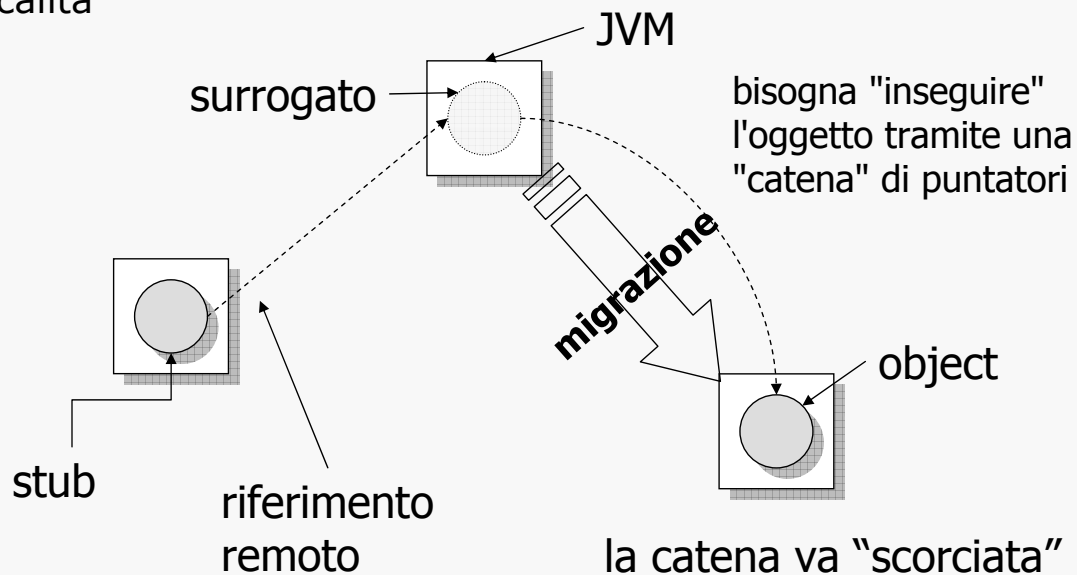 JVM
surrogato
bisogna "inseguire"
l'oggetto tramite una
"catena" di puntatori
migrazione
object
stub
riferimento
remoto
la catena va “scorciata”